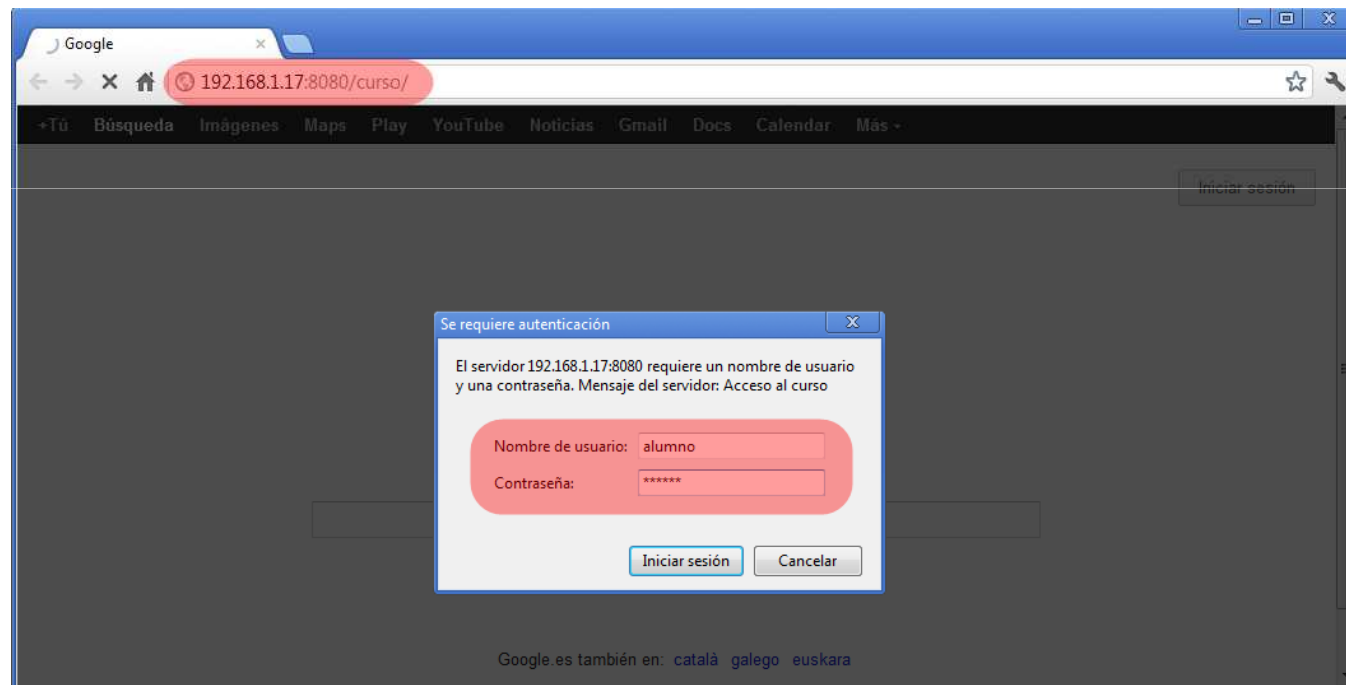 Google
192.168.1.17:8080/curso/
+Tú Búsqueda Imágenes Maps Play YouTube Noticias Gmail Docs Calendar Más
Iniciar sesión
Se requiere autenticación
El servidor 192.168.1.17:8080 requiere un nombre de usuario
y una contraseña. Mensaje del servidor: Acceso al curso
Nombre de usuario: alumno
Contraseña: ******
Iniciar sesión Cancelar
Google.es también en: català galego euskara